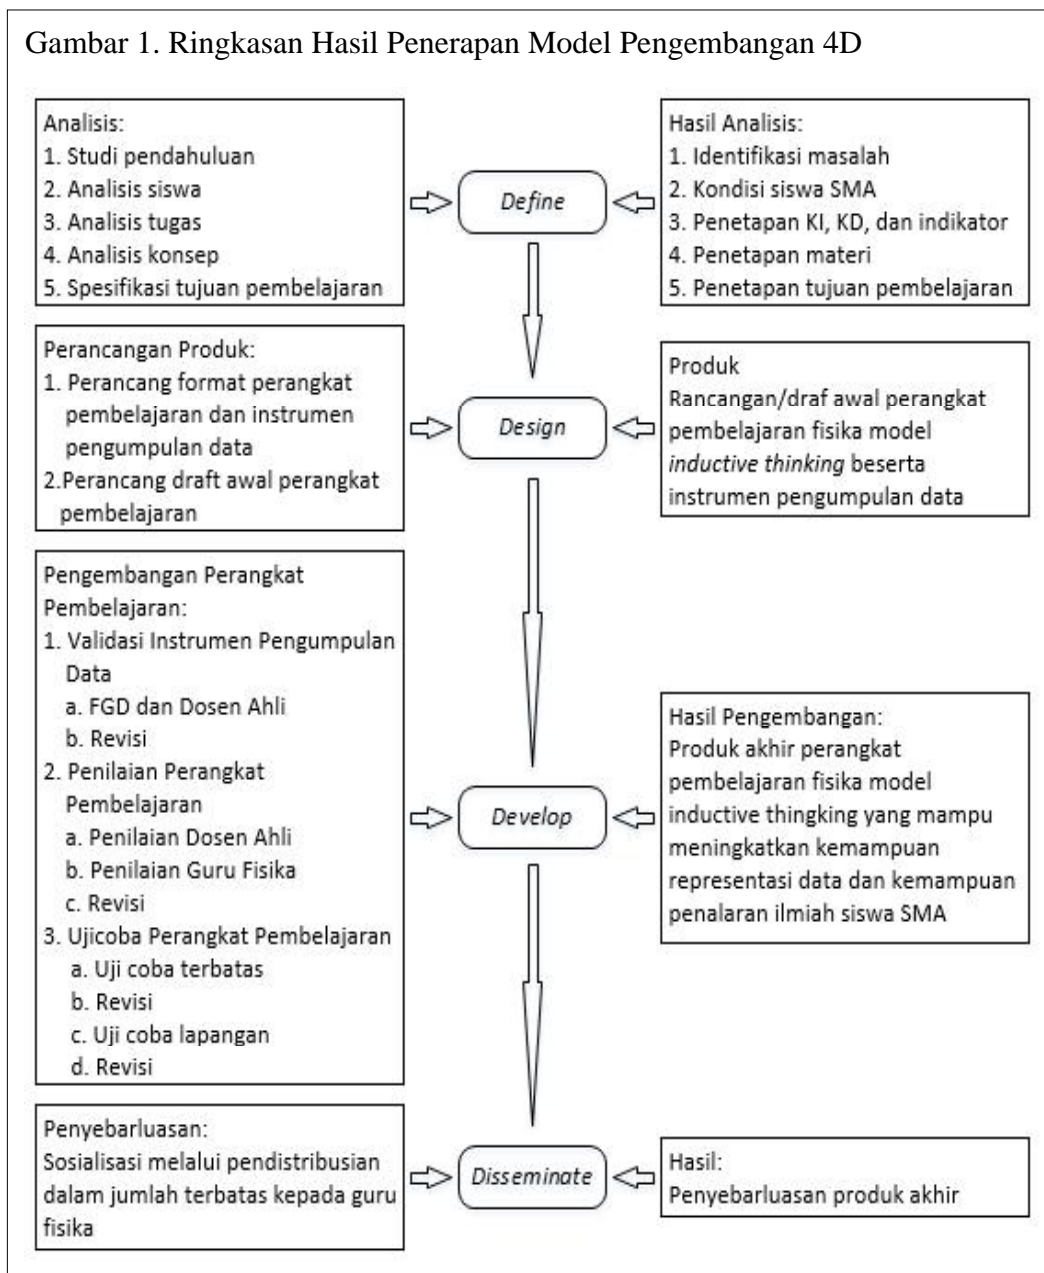 Gambar 1. Ringkasan Hasil Penerapan Model Pengembangan 4D
Analisis:
1. Studi pendahuluan
2. Analisis siswa
3. Analisis tugas
4. Analisis konsep
5. Spesifikasi tujuan pembelajaran
Define
Hasil Analisis:
1. Identifikasi masalah
2. Kondisi siswa SMA
3. Penetapan KI, KD, dan indikator
4. Penetapan materi
5. Penetapan tujuan pembelajaran
Perancangan Produk:
1. Perancang format perangkat
pembelajaran dan instrumen
pengumpulan data
2.Perancang draft awal perangkat
pembelajaran
Design
Produk
Rancangan/draf awal perangkat
pembelajaran fisika model
inductive thinking beserta
instrumen pengumpulan data
Pengembangan Perangkat
Pembelajaran:
1. Validasi Instrumen Pengumpulan
Data
a. FGD dan Dosen Ahli
b. Revisi
2. Penilaian Perangkat
Pembelajaran
a. Penilaian Dosen Ahli
b. Penilaian Guru Fisika
c. Revisi
3. Ujicoba Perangkat Pembelajaran
a. Uji coba terbatas
b. Revisi
c. Uji coba lapangan
d. Revisi
Develop
Hasil Pengembangan:
Produk akhir perangkat
pembelajaran fisika model
inductive thingking yang mampu
meningkatkan kemampuan
representasi data dan kemampuan
penalaran ilmiah siswa SMA
Penyebarluasan:
Sosialisasi melalui pendistribusian
dalam jumlah terbatas kepada guru
fisika
Disseminate
Hasil:
Penyebarluasan produk akhir